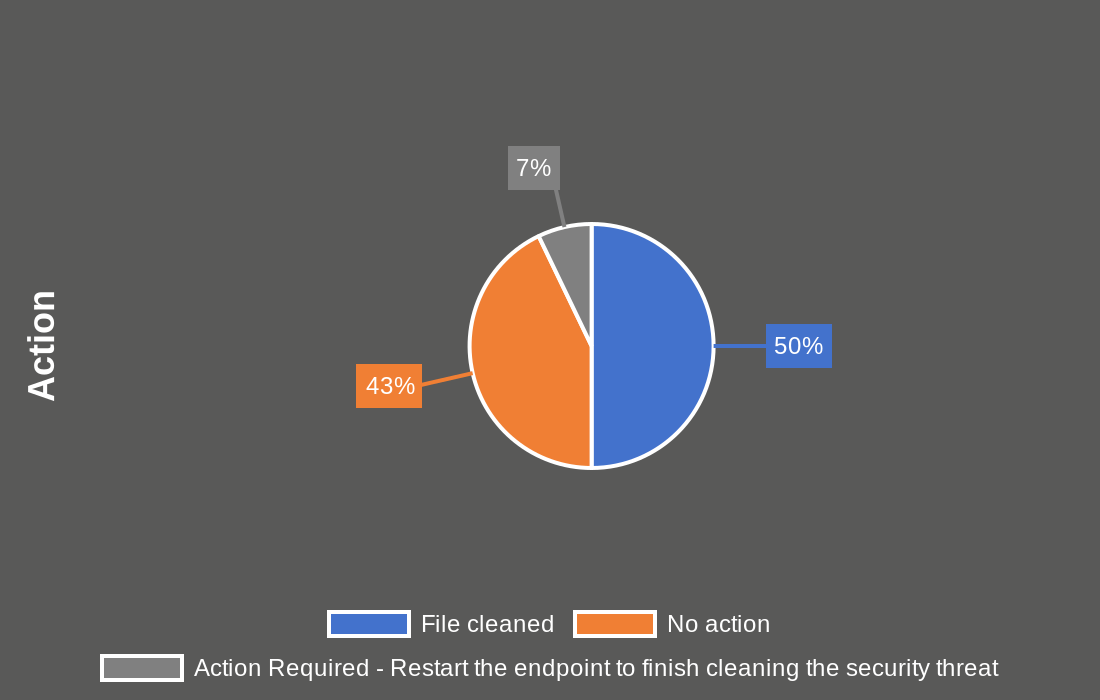 7%
50%
43%
Action
File cleaned
No action
Action Required - Restart the endpoint to finish cleaning the security threat